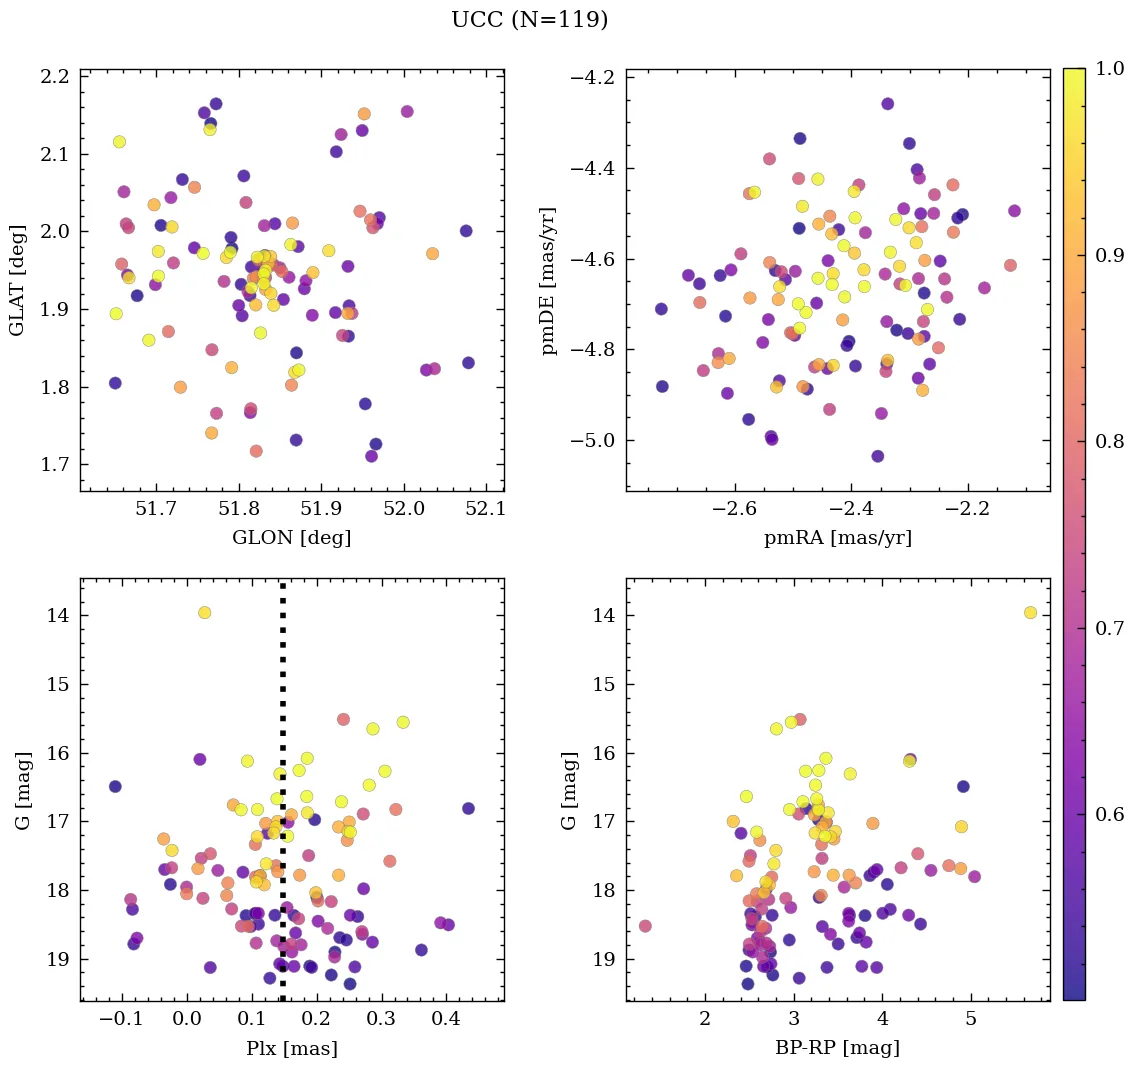 UCC (N=119)
2.2
2.1
2.0
1.9
1.8
1.7
GLAT [deg]
51.7 51.8 51.9 52.0 52.1
GLON [deg]
−4.2
−4.4
−4.6
−4.8
−5.0
pmDE [mas/yr]
−2.6 −2.4 −2.2
pmRA [mas/yr]
1.0
0.9
0.8
0.7
0.6
14
15
16
17
18
19
G [mag]
−0.1 0.0 0.1 0.2 0.3 0.4
Plx [mas]
14
15
16
17
18
19
G [mag]
2 3 4 5
BP-RP [mag]